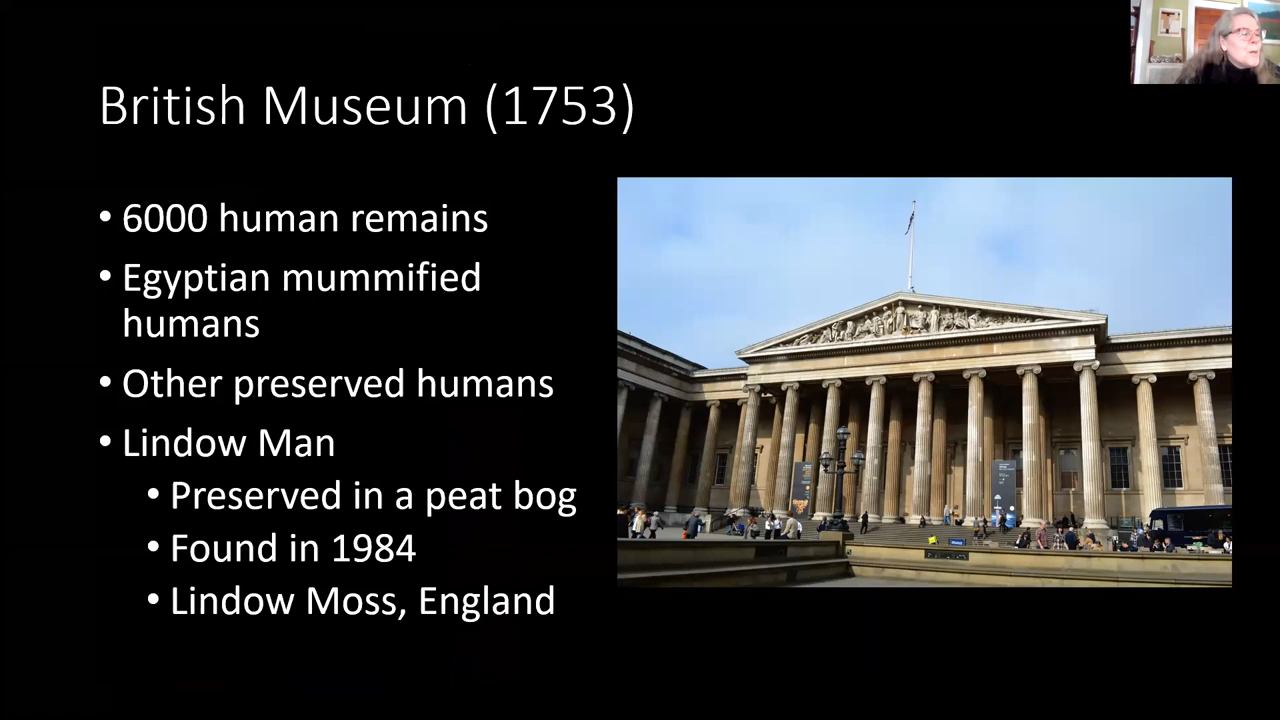 British Museum (1753)
• 6000 human remains
• Egyptian mummified
humans
• Other preserved humans
• Lindow Man
• Preserved in a peat bog
• Found in 1984
• Lindow Moss, England